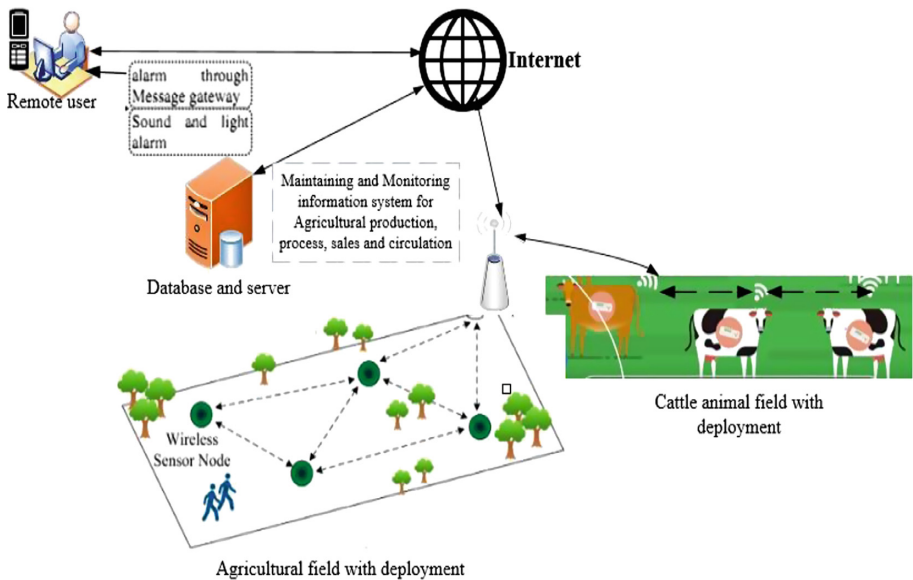 Internet
Remote user
alarm through
Message gateway
Sound and light
alarm
Maintaining and Monitoring
information system for
Agricultural production,
process, sales and circulation
Database and server
Cattle animal field with
deployment
Wireless
Sensor Node
Agricultural field with deployment